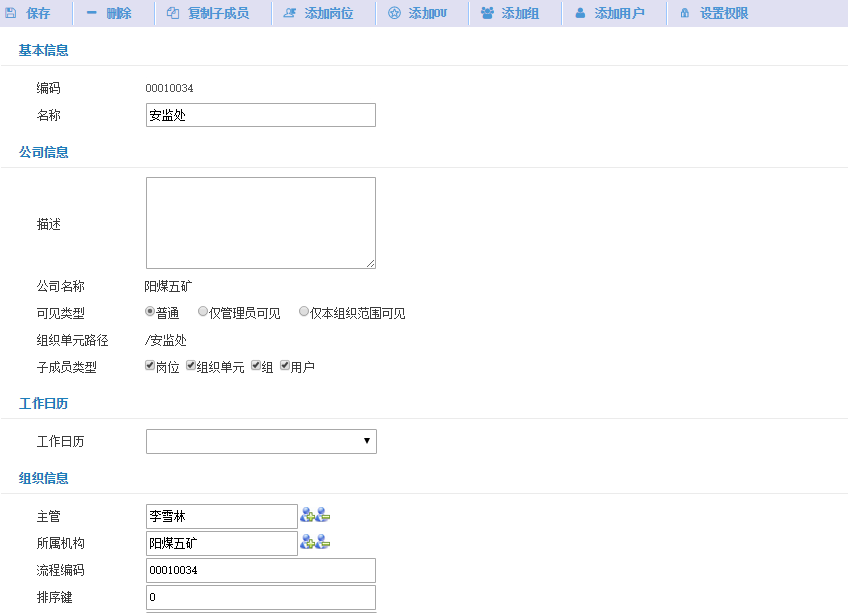 保存 删除 复制子成员 添加岗位 添加OU 添加组 添加用户 设置权限
基本信息
编码 00010034
名称 安监处
公司信息
描述
公司名称 阳煤五矿
可见类型 普通 仅管理员可见 仅本组织范围可见
组织单元路径 /安监处
子成员类型 岗位 组织单元 组 用户
工作日历
工作日历
组织信息
主管 李雪林
所属机构 阳煤五矿
流程编码 00010034
排序键 0